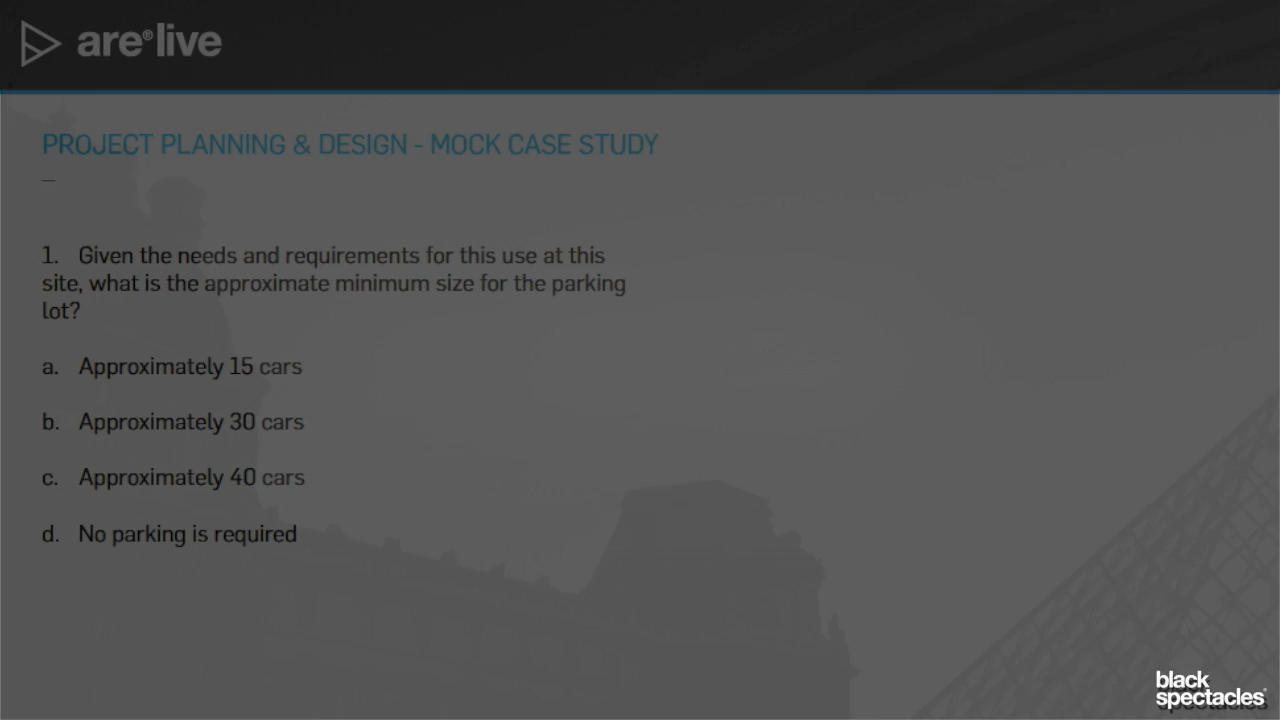 are®live
PROJECT PLANNING & DESIGN - MOCK CASE STUDY
1. Given the needs and requirements for this use at this
site, what is the approximate minimum size for the parking
lot?
a. Approximately 15 cars
b. Approximately 30 cars
c. Approximately 40 cars
d. No parking is required
black
spectacles